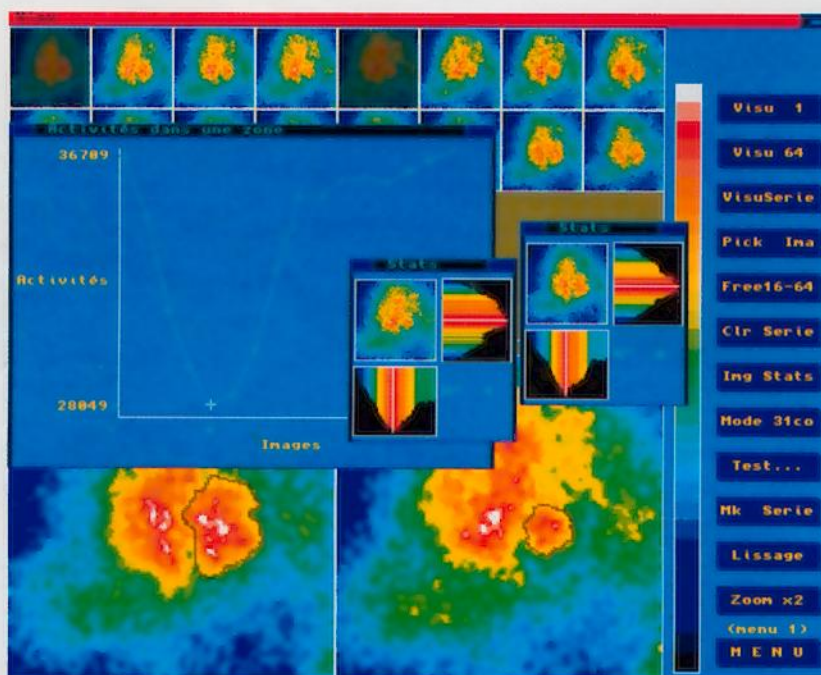 Activités dans une zone
36789
Activités
28049
Images
Stats
Stats
Visu 1
Visu 64
VisuSerie
Pick Ima
Free16-64
Clr Serie
Img Stats
Mode 31co
Test...
Mk Serie
Lissage
Zoom x2
(menu 1)
M E N U